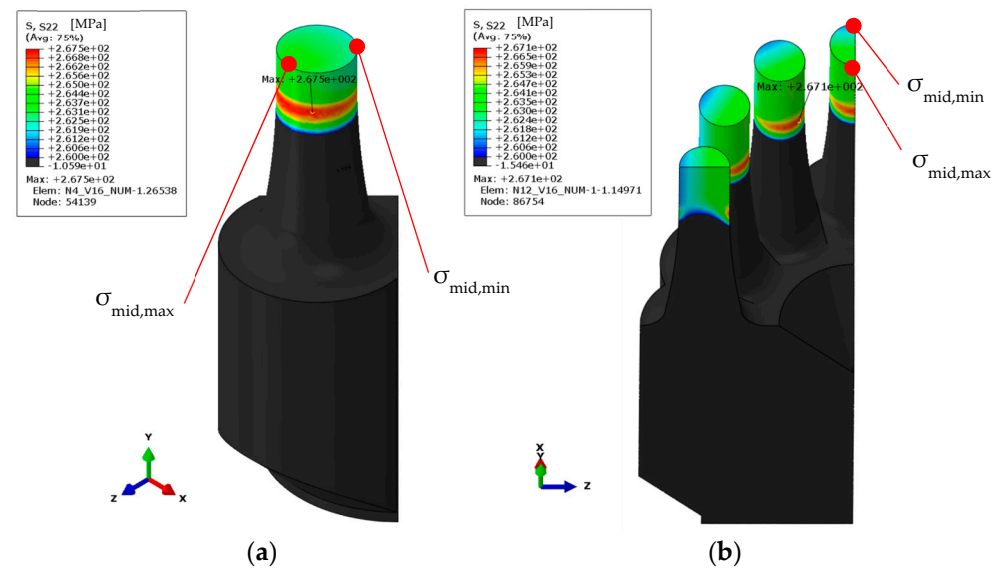 S, S22 [MPa]
(Avg: 75%)
+2.675e+02
+2.668e+02
+2.662e+02
+2.656e+02
+2.650e+02
+2.644e+02
+2.637e+02
+2.631e+02
+2.625e+02
+2.619e+02
+2.612e+02
+2.606e+02
+2.600e+02
-1.059e+01
Max: +2.675e+02
Elem: N4_V16_NUM-1.26538
Node: 54139
Max: +2.675e+002
σmid,max
σmid,min
Y
Z
X
(a)
S, S22 [MPa]
(Avg: 75%)
+2.671e+02
+2.665e+02
+2.659e+02
+2.653e+02
+2.647e+02
+2.641e+02
+2.635e+02
+2.630e+02
+2.624e+02
+2.618e+02
+2.612e+02
+2.606e+02
+2.600e+02
-1.546e+01
Max: +2.671e+02
Elem: N12_V16_NUM-1-1.14971
Node: 86754
Max: +2.671e+002
σmid,min
σmid,max
X
Y
Z
(b)